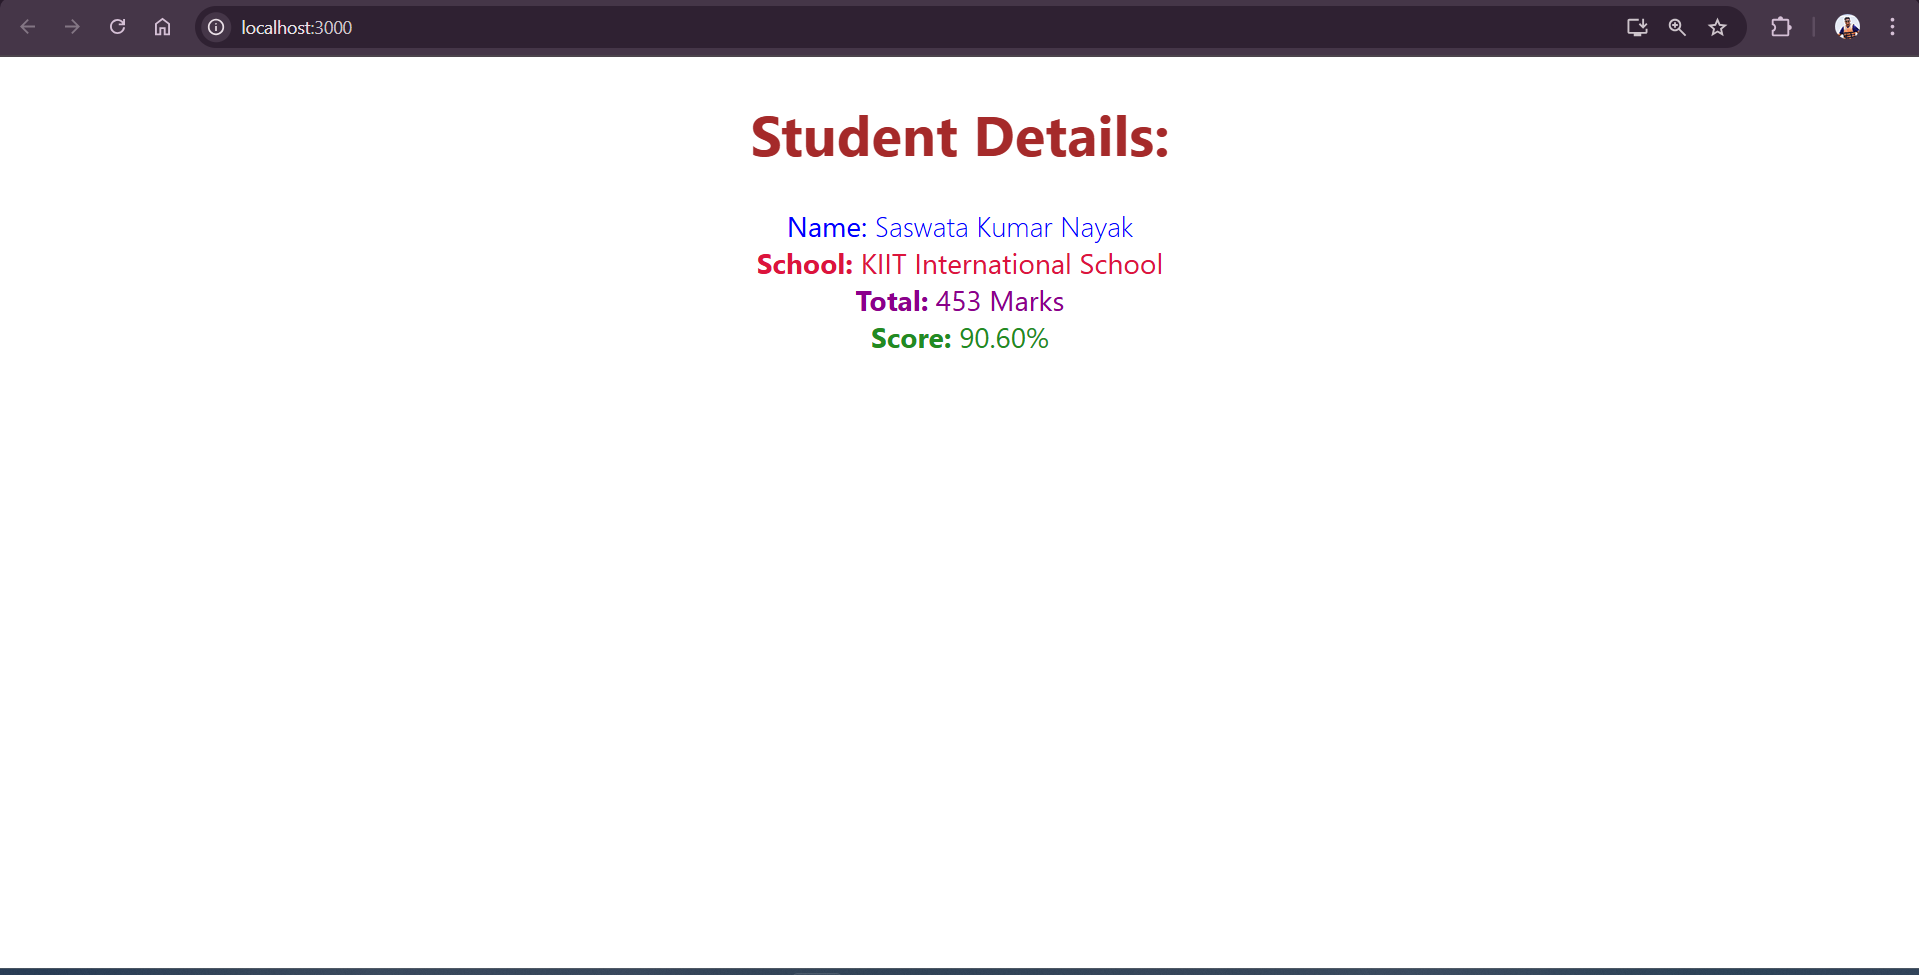 localhost:3000
Student Details:
Name: Saswata Kumar Nayak
School: KIIT International School
Total: 453 Marks
Score: 90.60%